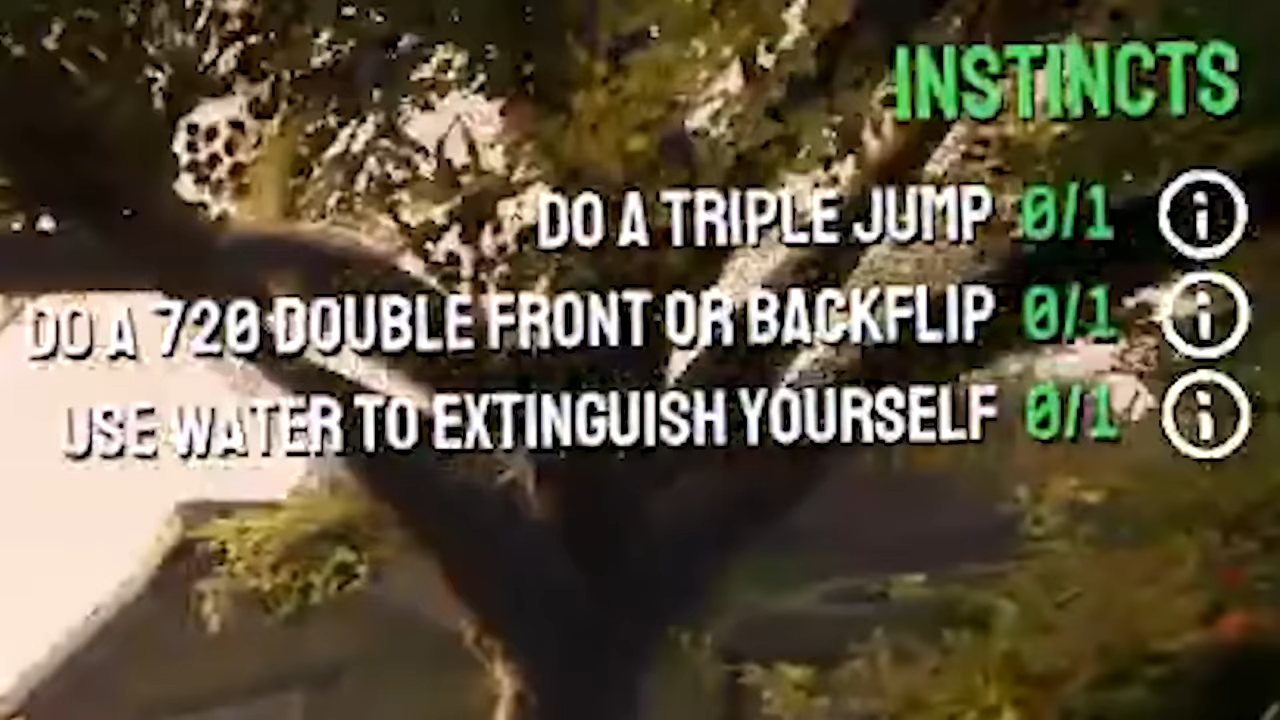 INSTINCTS
DO A TRIPLE JUMP 0/1
DO A 720 DOUBLE FRONT OR BACKFLIP 0/1
USE WATER TO EXTINGUISH YOURSELF 0/1